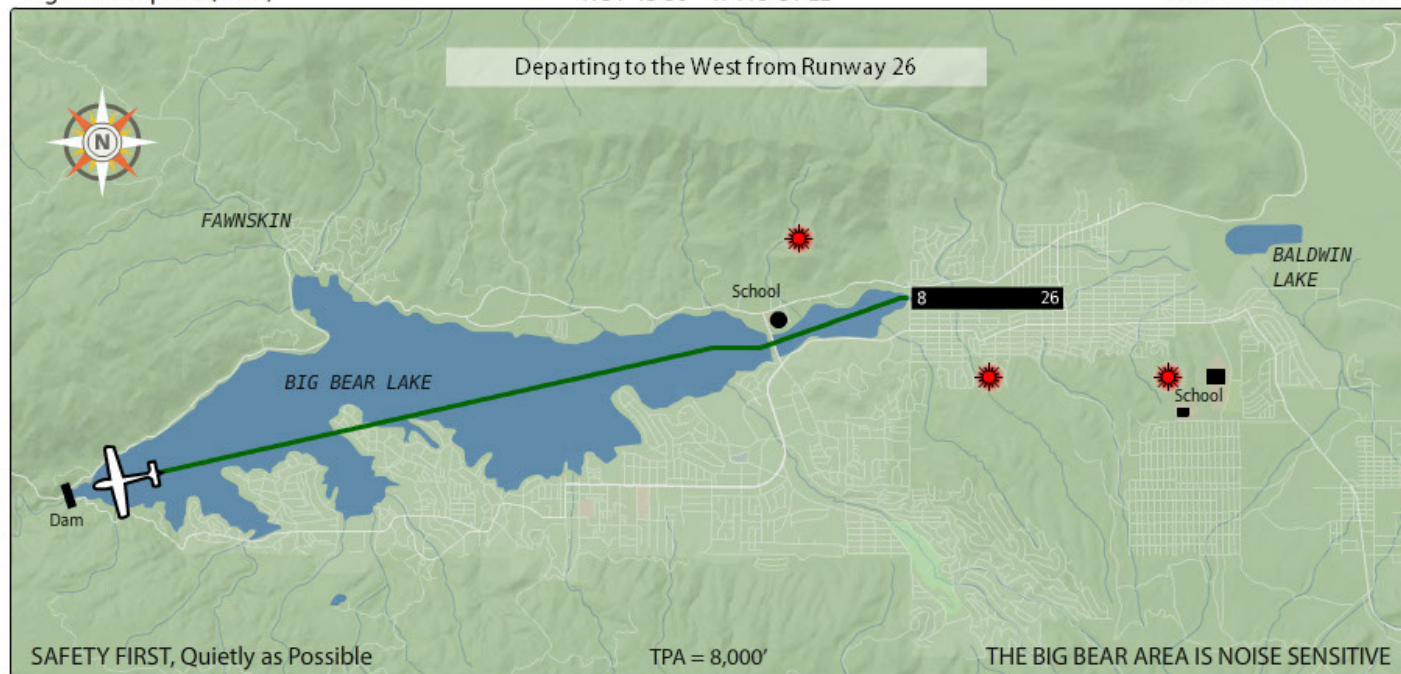 Departing to the West from Runway 26
N
FAWNSKIN
BALDWIN
LAKE
School
8
26
BIG BEAR LAKE
School
Dam
SAFETY FIRST, Quietly as Possible
TPA = 8,000’
THE BIG BEAR AREA IS NOISE SENSITIVE